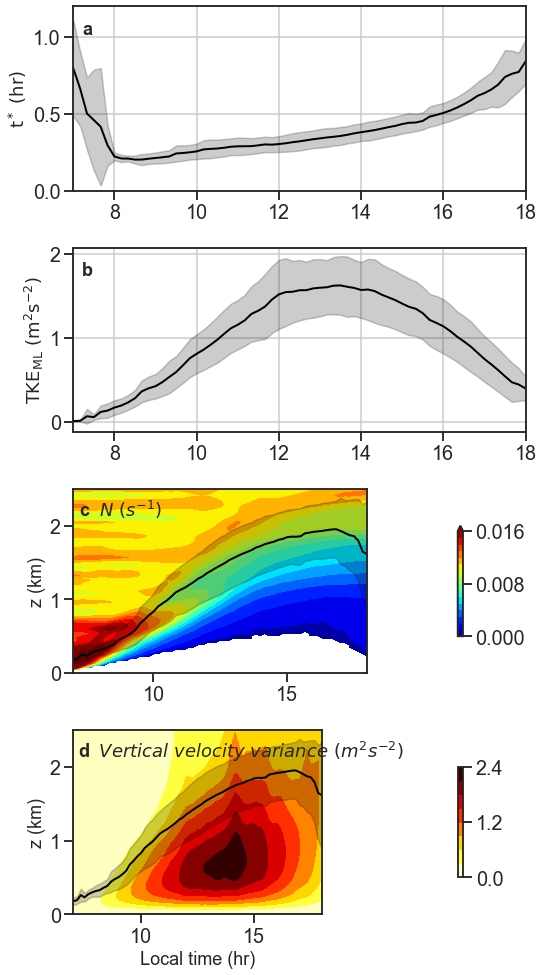 a
t* (hr)
1.0
0.5
0.0
8 10 12 14 16 18
b
TKE_ML (m²s⁻²)
2
1
0
8 10 12 14 16 18
c N (s⁻¹)
z (km)
2
1
0
10 15
0.016
0.008
0.000
d Vertical velocity variance (m²s⁻²)
z (km)
2
1
0
10 15
Local time (hr)
2.4
1.2
0.0